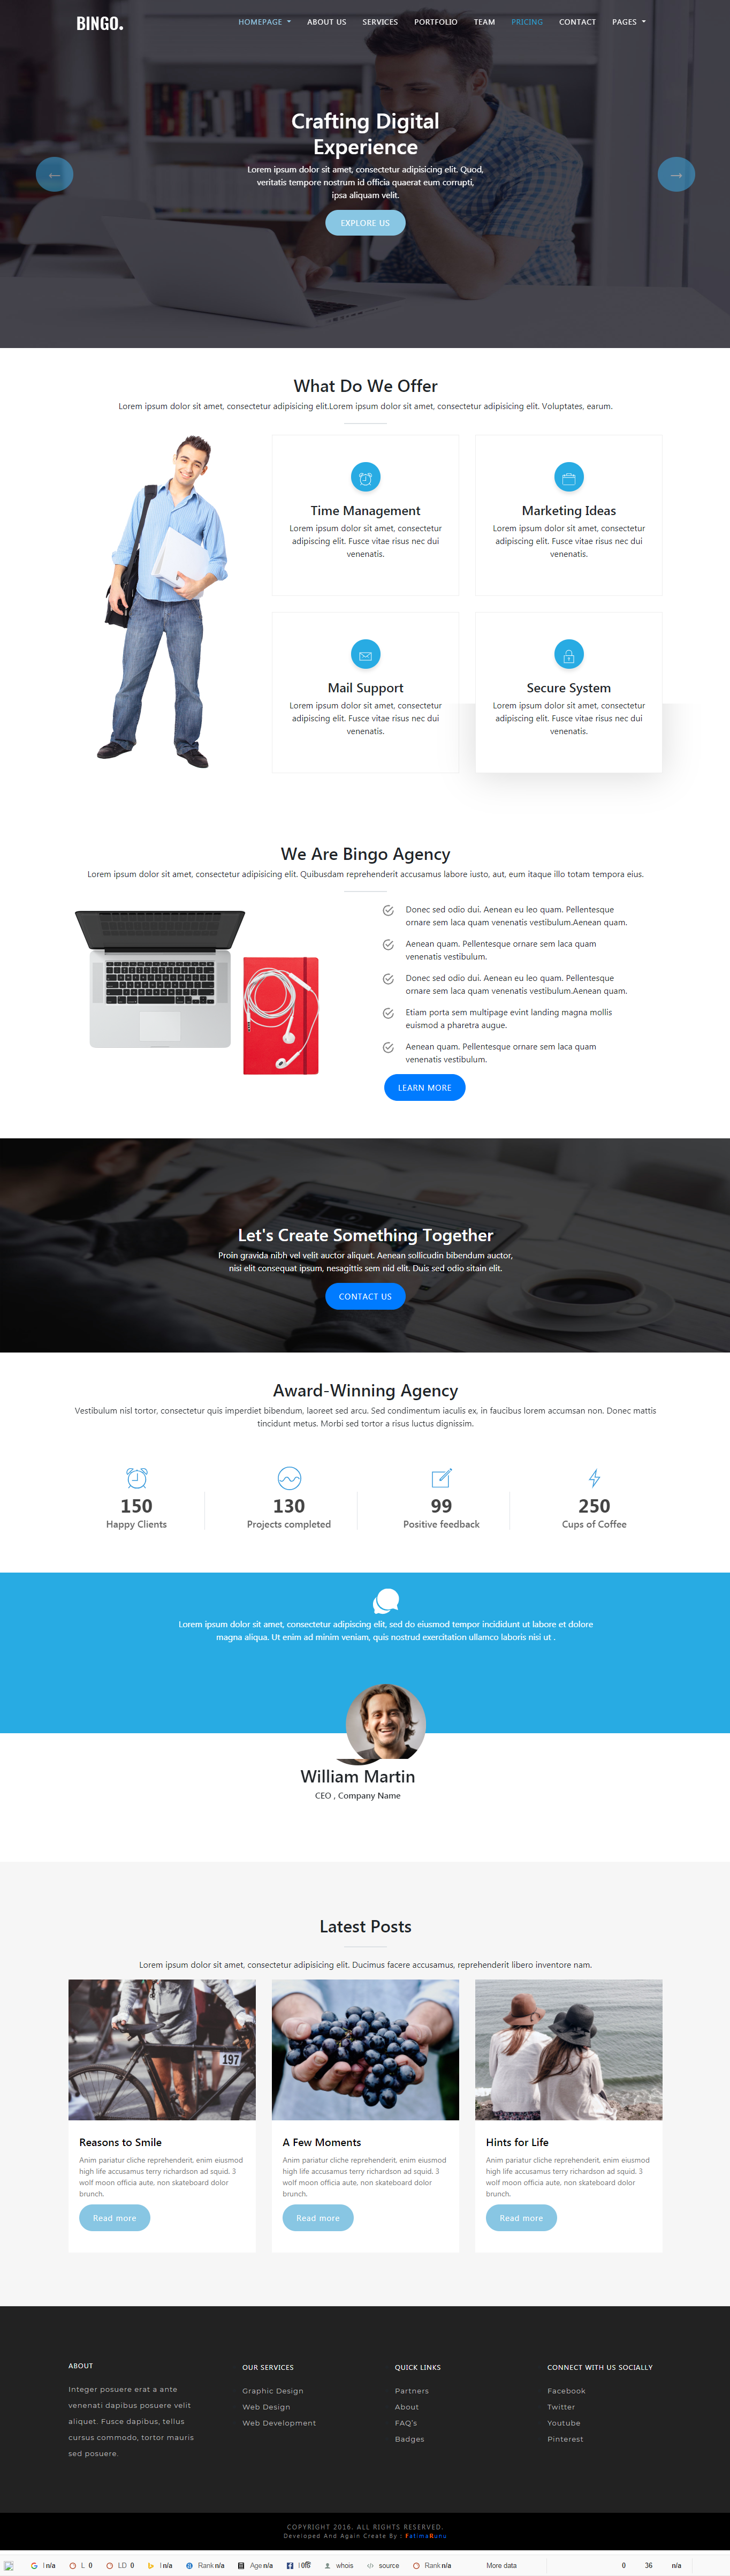 BINGO.
HOMEPAGE ABOUT US SERVICES PORTFOLIO TEAM PRICING CONTACT PAGES
Crafting Digital
Experience
Lorem ipsum dolor sit amet, consectetur adipisicing elit. Quod,
veritatis tempore nostrum id officia quaerat eum corrupti,
ipsa aliquam velit.
EXPLORE US
What Do We Offer
Lorem ipsum dolor sit amet, consectetur adipisicing elit.Lorem ipsum dolor sit amet, consectetur adipisicing elit. Voluptates, earum.
Time Management
Lorem ipsum dolor sit amet, consectetur
adipiscing elit. Fusce vitae risus nec dui
venenatis.
Marketing Ideas
Lorem ipsum dolor sit amet, consectetur
adipiscing elit. Fusce vitae risus nec dui
venenatis.
Mail Support
Lorem ipsum dolor sit amet, consectetur
adipiscing elit. Fusce vitae risus nec dui
venenatis.
Secure System
Lorem ipsum dolor sit amet, consectetur
adipiscing elit. Fusce vitae risus nec dui
venenatis.
We Are Bingo Agency
Lorem ipsum dolor sit amet, consectetur adipisicing elit. Quibusdam reprehenderit accusamus labore iusto, aut, eum itaque illo totam tempora eius.
Donec sed odio dui. Aenean eu leo quam. Pellentesque
ornare sem laca quam venenatis vestibulum.Aenean quam.
Aenean quam. Pellentesque ornare sem laca quam
venenatis vestibulum.
Donec sed odio dui. Aenean eu leo quam. Pellentesque
ornare sem laca quam venenatis vestibulum.Aenean quam.
Etiam porta sem multipage evint landing magna mollis
euismod a pharetra augue.
Aenean quam. Pellentesque ornare sem laca quam
venenatis vestibulum.
LEARN MORE
Let's Create Something Together
Proin gravida nibh vel velit auctor aliquet. Aenean sollicudin bibendum auctor,
nisi elit consequat ipsum, nesagittis sem nid elit. Duis sed odio sitain elit.
CONTACT US
Award-Winning Agency
Vestibulum nisl tortor, consectetur quis imperdiet bibendum, laoreet sed arcu. Sed condimentum iaculis ex, in faucibus lorem accumsan non. Donec mattis
tincidunt metus. Morbi sed tortor a risus luctus dignissim.
150
Happy Clients
130
Projects completed
99
Positive feedback
250
Cups of Coffee
Lorem ipsum dolor sit amet, consectetur adipiscing elit, sed do eiusmod tempor incididunt ut labore et dolore
magna aliqua. Ut enim ad minim veniam, quis nostrud exercitation ullamco laboris nisi ut .
William Martin
CEO , Company Name
Latest Posts
Lorem ipsum dolor sit amet, consectetur adipisicing elit. Ducimus facere accusamus, reprehenderit libero inventore nam.
197
Reasons to Smile
Anim pariatur cliche reprehenderit, enim eiusmod
high life accusamus terry richardson ad squid. 3
wolf moon officia aute, non skateboard dolor
brunch.
Read more
A Few Moments
Anim pariatur cliche reprehenderit, enim eiusmod
high life accusamus terry richardson ad squid. 3
wolf moon officia aute, non skateboard dolor
brunch.
Read more
Hints for Life
Anim pariatur cliche reprehenderit, enim eiusmod
high life accusamus terry richardson ad squid. 3
wolf moon officia aute, non skateboard dolor
brunch.
Read more
ABOUT
Integer posuere erat a ante
venenati dapibus posuere velit
aliquet. Fusce dapibus, tellus
cursus commodo, tortor mauris
sed posuere.
OUR SERVICES
Graphic Design
Web Design
Web Development
QUICK LINKS
Partners
About
FAQ's
Badges
CONNECT WITH US SOCIALLY
Facebook
Twitter
Youtube
Pinterest
COPYRIGHT 2016. ALL RIGHTS RESERVED.
Developed And Again Create By : FatimaRunu
I n/a L 0 LD 0 I n/a Rank n/a Age n/a whois source Rank n/a More data 0 36 n/a